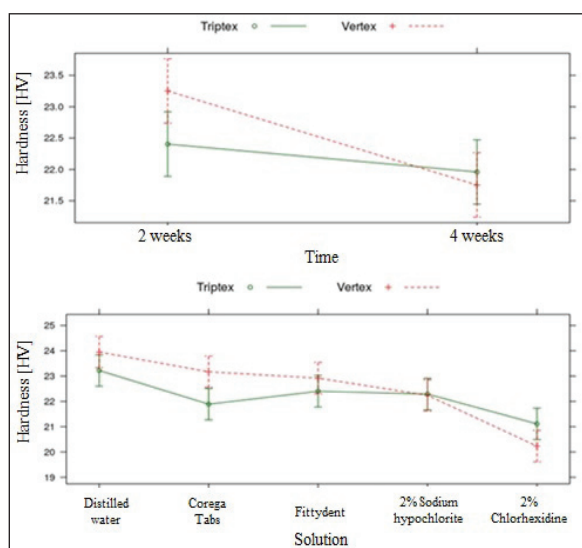 Triptex Vertex
Hardness [HV]
23.5
23.0
22.5
22.0
21.5
2 weeks 4 weeks
Time
Triptex Vertex
Hardness [HV]
25
24
23
22
21
20
19
Distilled water
Corega Tabs
Fittydent
2% Sodium hypochlorite
2% Chlorhexidine
Solution